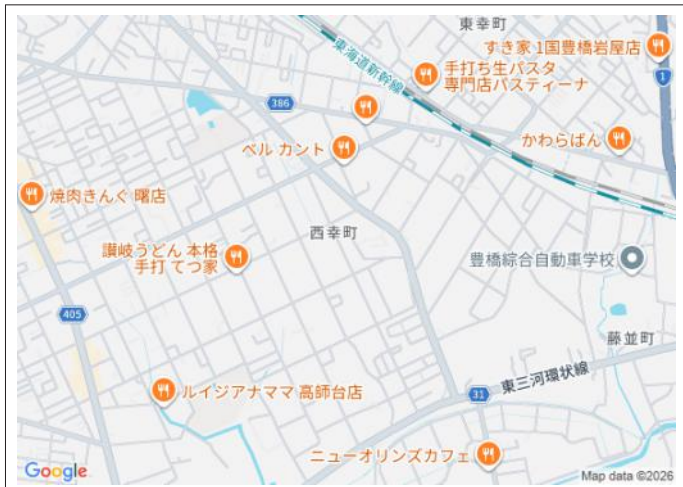 東幸町
すき家 1国豊橋岩屋店
東海道新幹線
手打ち生パスタ
専門店パスティーナ
1
386
かわらばん
ベル カント
焼肉きんぐ 曙店
西幸町
讃岐うどん 本格
手打 てつ家
豊橋綜合自動車学校
405
藤並町
東三河環状線
ルイジアナママ 高師台店
31
ニューオリンズカフェ
Google
Map data ©2026